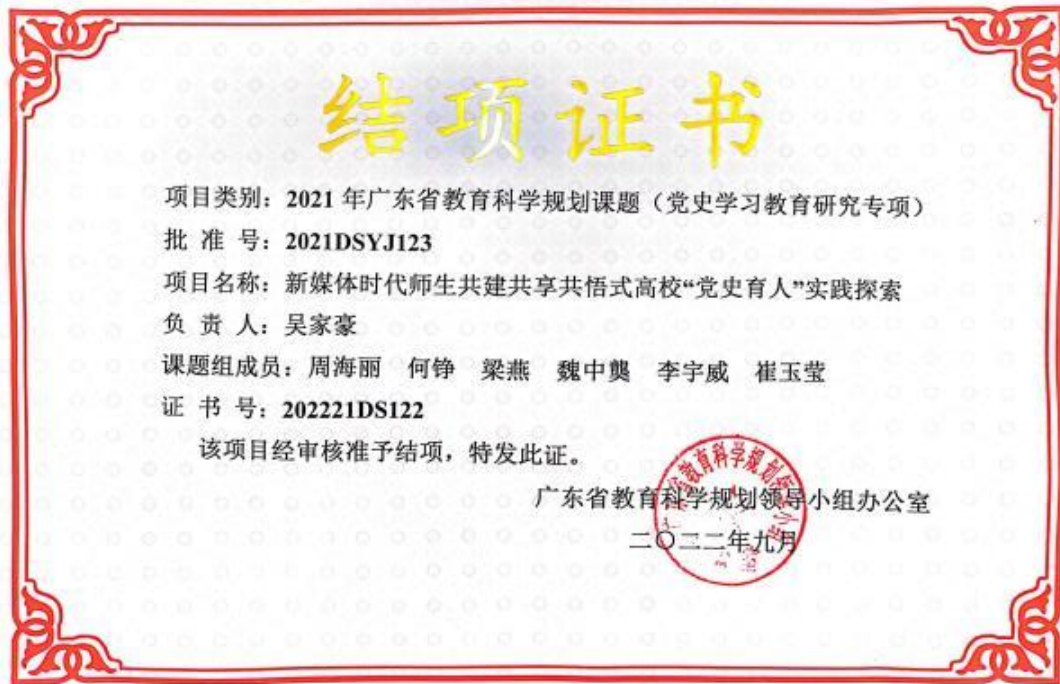 结项证书
项目类别：2021 年广东省教育科学规划课题（党史学习教育研究专项）
批 准 号：2021DSYJ123
项目名称：新媒体时代师生共建共享共悟式高校“党史育人”实践探索
负 责 人：吴家豪
课题组成员：周海丽 何铮 梁燕 魏中龑 李宇威 崔玉莹
证 书 号：202221DS122
该项目经审核准予结项，特发此证。
广东省教育科学规划领导小组办公室
二〇二二年九月